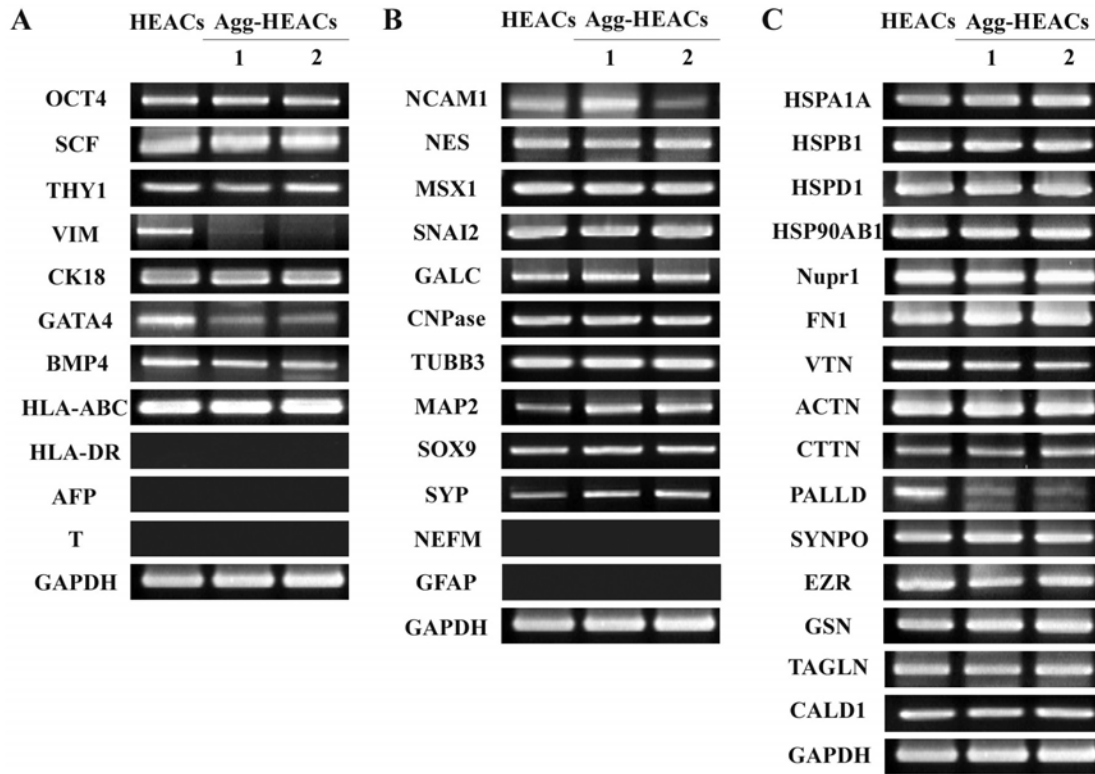 A HEACs Agg-HEACs
1 2
OCT4
SCF
THY1
VIM
CK18
GATA4
BMP4
HLA-ABC
HLA-DR
AFP
T
GAPDH
B HEACs Agg-HEACs
1 2
NCAM1
NES
MSX1
SNAI2
GALC
CNPase
TUBB3
MAP2
SOX9
SYP
NEFM
GFAP
GAPDH
C HEACs Agg-HEACs
1 2
HSPA1A
HSPB1
HSPD1
HSP90AB1
Nupr1
FN1
VTN
ACTN
CTTN
PALLD
SYNPO
EZR
GSN
TAGLN
CALD1
GAPDH